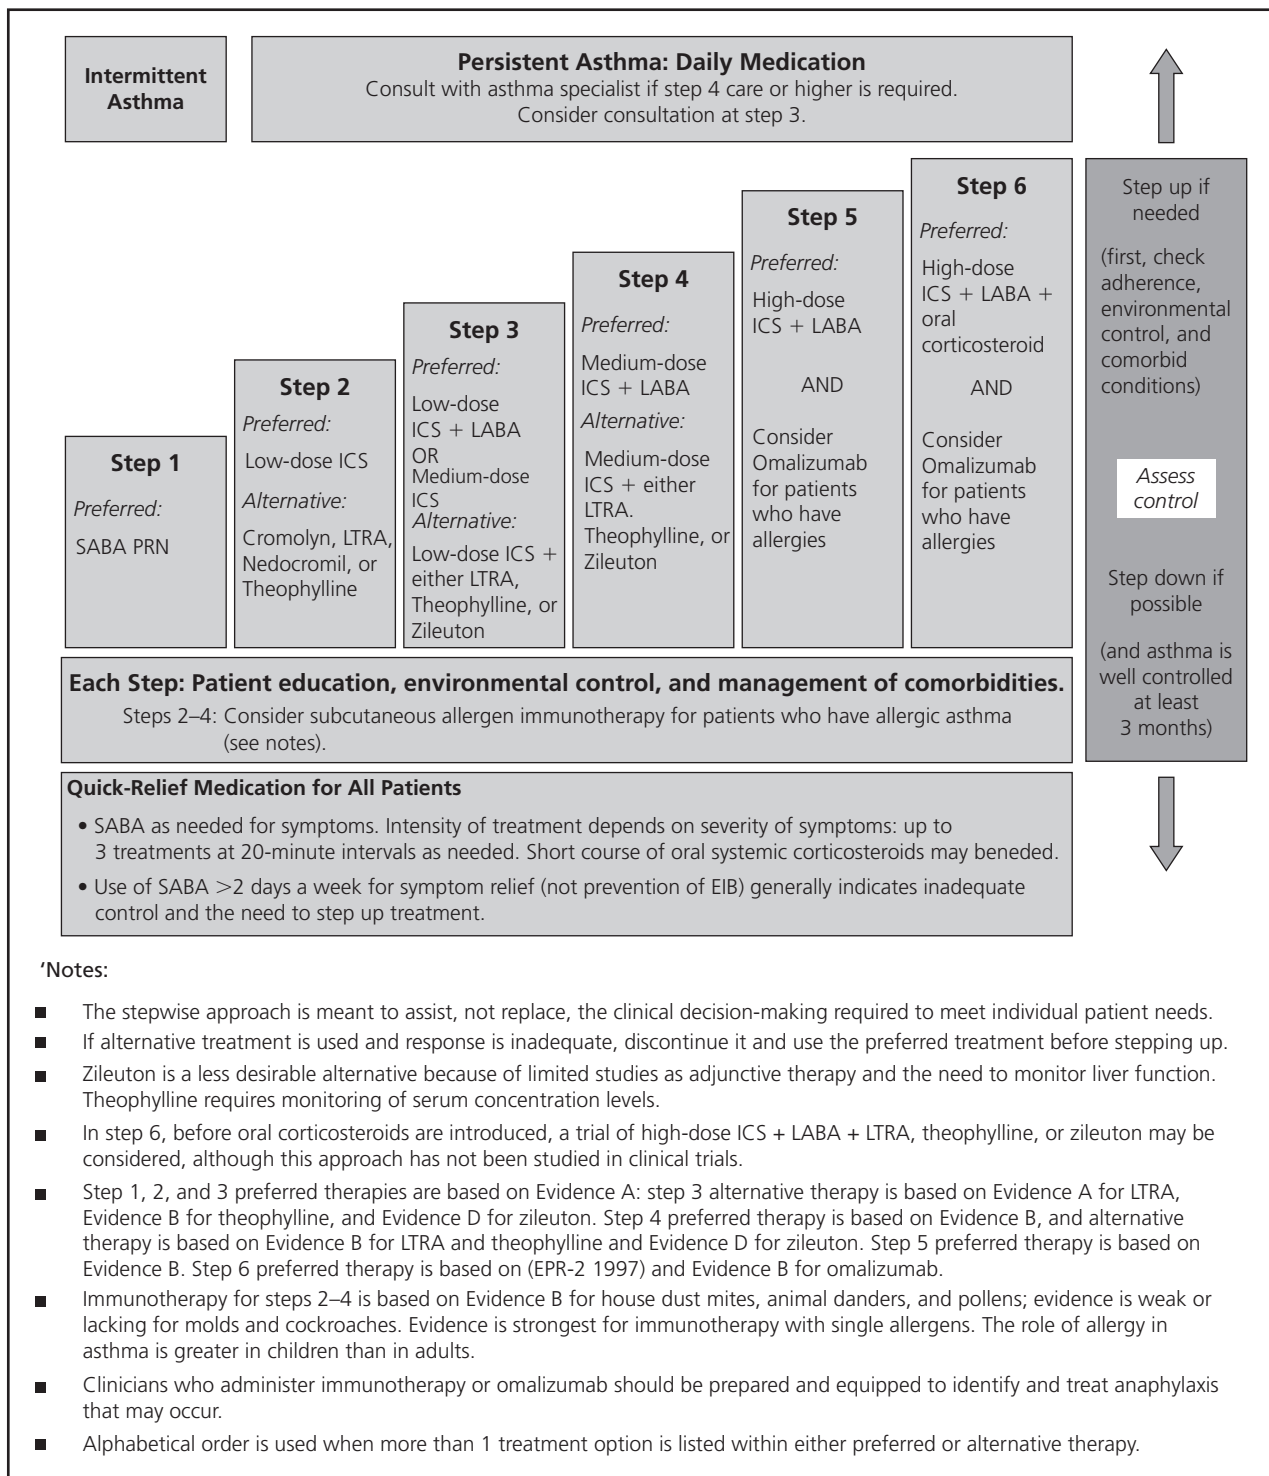 Intermittent
Asthma
Persistent Asthma: Daily Medication
Consult with asthma specialist if step 4 care or higher is required.
Consider consultation at step 3.
Step 1
Preferred:
SABA PRN
Step 2
Preferred:
Low-dose ICS
Alternative:
Cromolyn, LTRA,
Nedocromil, or
Theophylline
Step 3
Preferred:
Low-dose
ICS + LABA
OR
Medium-dose
ICS
Alternative:
Low-dose ICS +
either LTRA,
Theophylline, or
Zileuton
Step 4
Preferred:
Medium-dose
ICS + LABA
Alternative:
Medium-dose
ICS + either
LTRA.
Theophylline, or
Zileuton
Step 5
Preferred:
High-dose
ICS + LABA
AND
Consider
Omalizumab
for patients
who have
allergies
Step 6
Preferred:
High-dose
ICS + LABA +
oral
corticosteroid
AND
Consider
Omalizumab
for patients
who have
allergies
Step up if
needed
(first, check
adherence,
environmental
control, and
comorbid
conditions)
Assess
control
Step down if
possible
(and asthma is
well controlled
at least
3 months)
Each Step: Patient education, environmental control, and management of comorbidities.
Steps 2–4: Consider subcutaneous allergen immunotherapy for patients who have allergic asthma
(see notes).
Quick-Relief Medication for All Patients
• SABA as needed for symptoms. Intensity of treatment depends on severity of symptoms: up to
3 treatments at 20-minute intervals as needed. Short course of oral systemic corticosteroids may beneded.
• Use of SABA >2 days a week for symptom relief (not prevention of EIB) generally indicates inadequate
control and the need to step up treatment.
‘Notes:
■ The stepwise approach is meant to assist, not replace, the clinical decision-making required to meet individual patient needs.
■ If alternative treatment is used and response is inadequate, discontinue it and use the preferred treatment before stepping up.
■ Zileuton is a less desirable alternative because of limited studies as adjunctive therapy and the need to monitor liver function.
Theophylline requires monitoring of serum concentration levels.
■ In step 6, before oral corticosteroids are introduced, a trial of high-dose ICS + LABA + LTRA, theophylline, or zileuton may be
considered, although this approach has not been studied in clinical trials.
■ Step 1, 2, and 3 preferred therapies are based on Evidence A: step 3 alternative therapy is based on Evidence A for LTRA,
Evidence B for theophylline, and Evidence D for zileuton. Step 4 preferred therapy is based on Evidence B, and alternative
therapy is based on Evidence B for LTRA and theophylline and Evidence D for zileuton. Step 5 preferred therapy is based on
Evidence B. Step 6 preferred therapy is based on (EPR-2 1997) and Evidence B for omalizumab.
■ Immunotherapy for steps 2–4 is based on Evidence B for house dust mites, animal danders, and pollens; evidence is weak or
lacking for molds and cockroaches. Evidence is strongest for immunotherapy with single allergens. The role of allergy in
asthma is greater in children than in adults.
■ Clinicians who administer immunotherapy or omalizumab should be prepared and equipped to identify and treat anaphylaxis
that may occur.
■ Alphabetical order is used when more than 1 treatment option is listed within either preferred or alternative therapy.